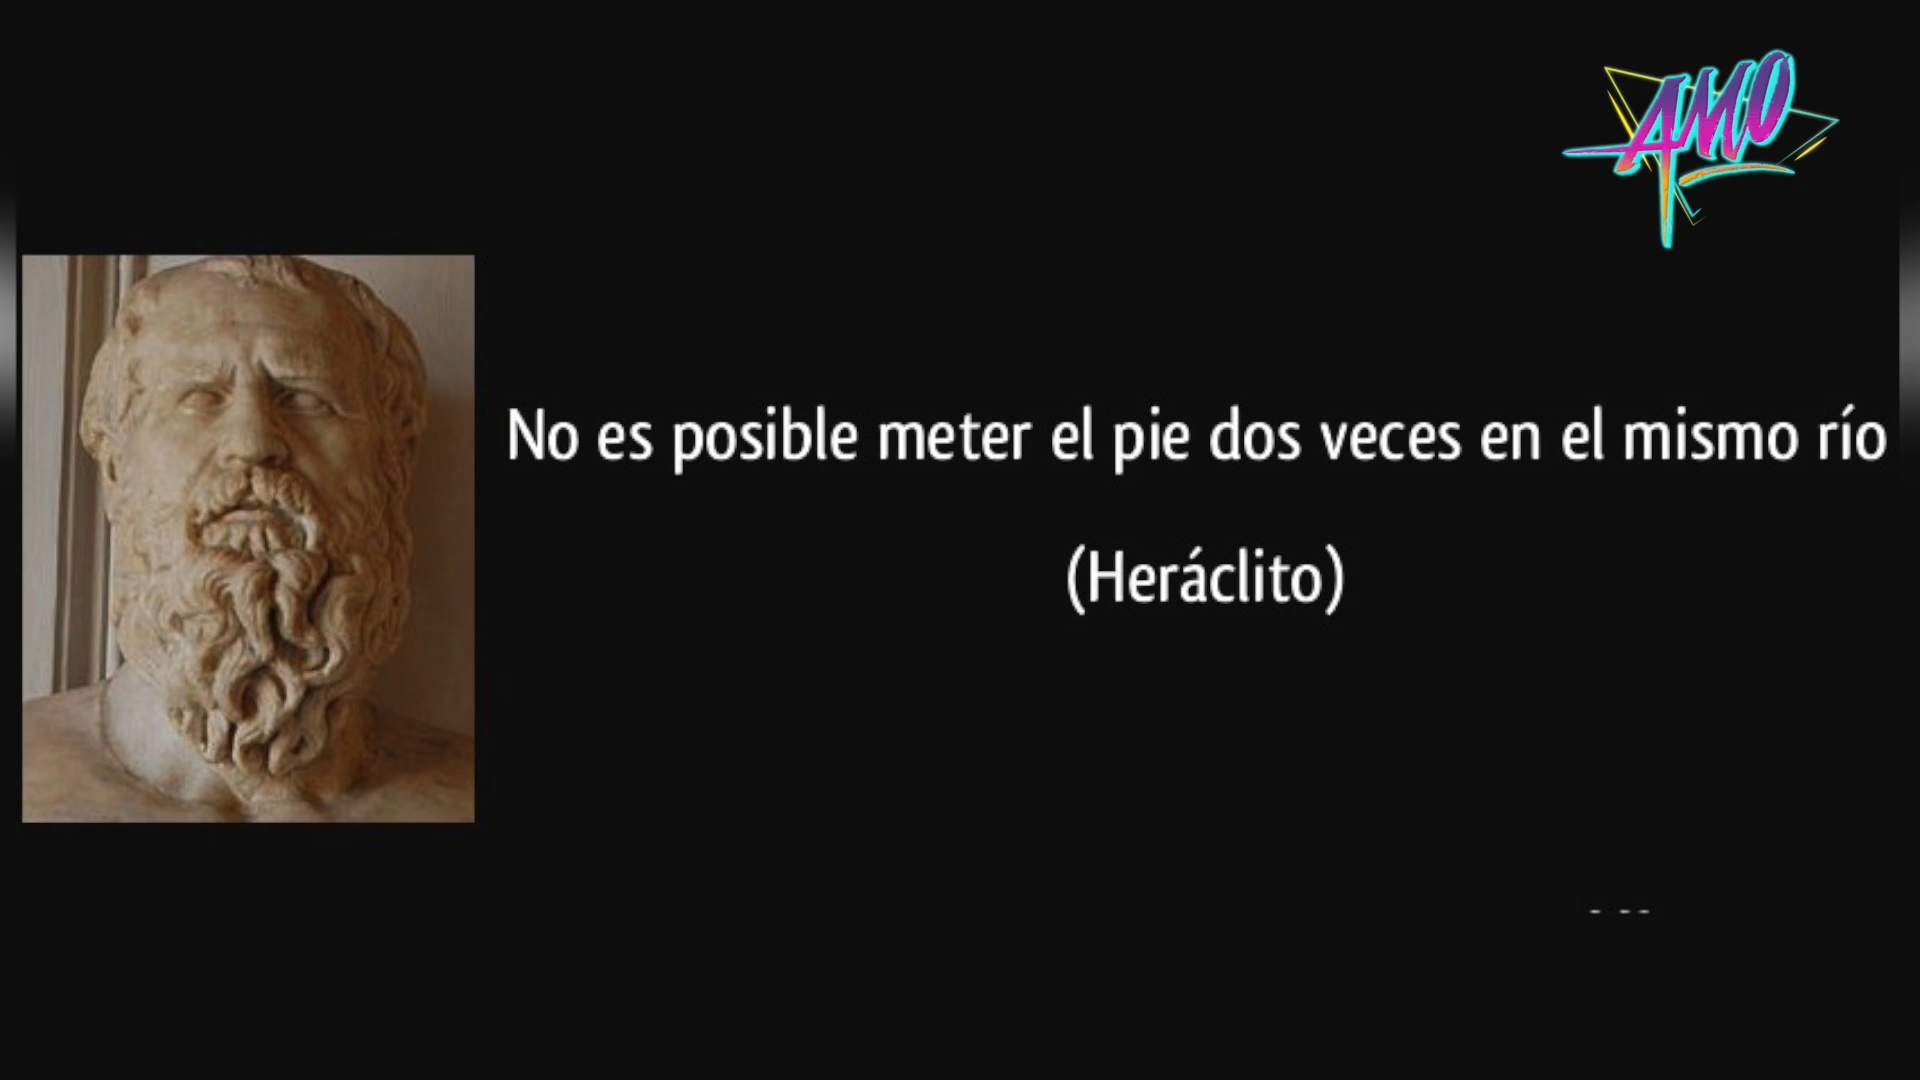 AMO
No es posible meter el pie dos veces en el mismo río
(Heráclito)